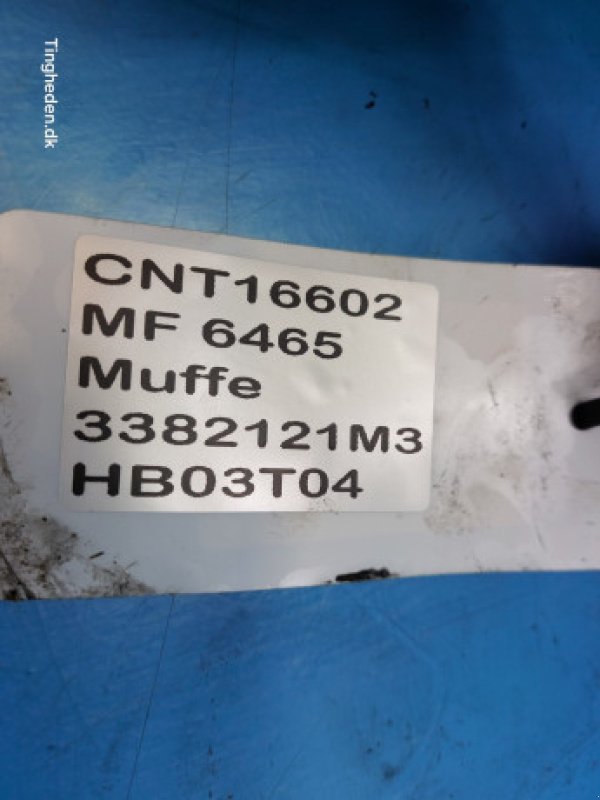 Tingheden.dk
CNT16602
MF 6465
Muffe
3382121M3
HB03T04